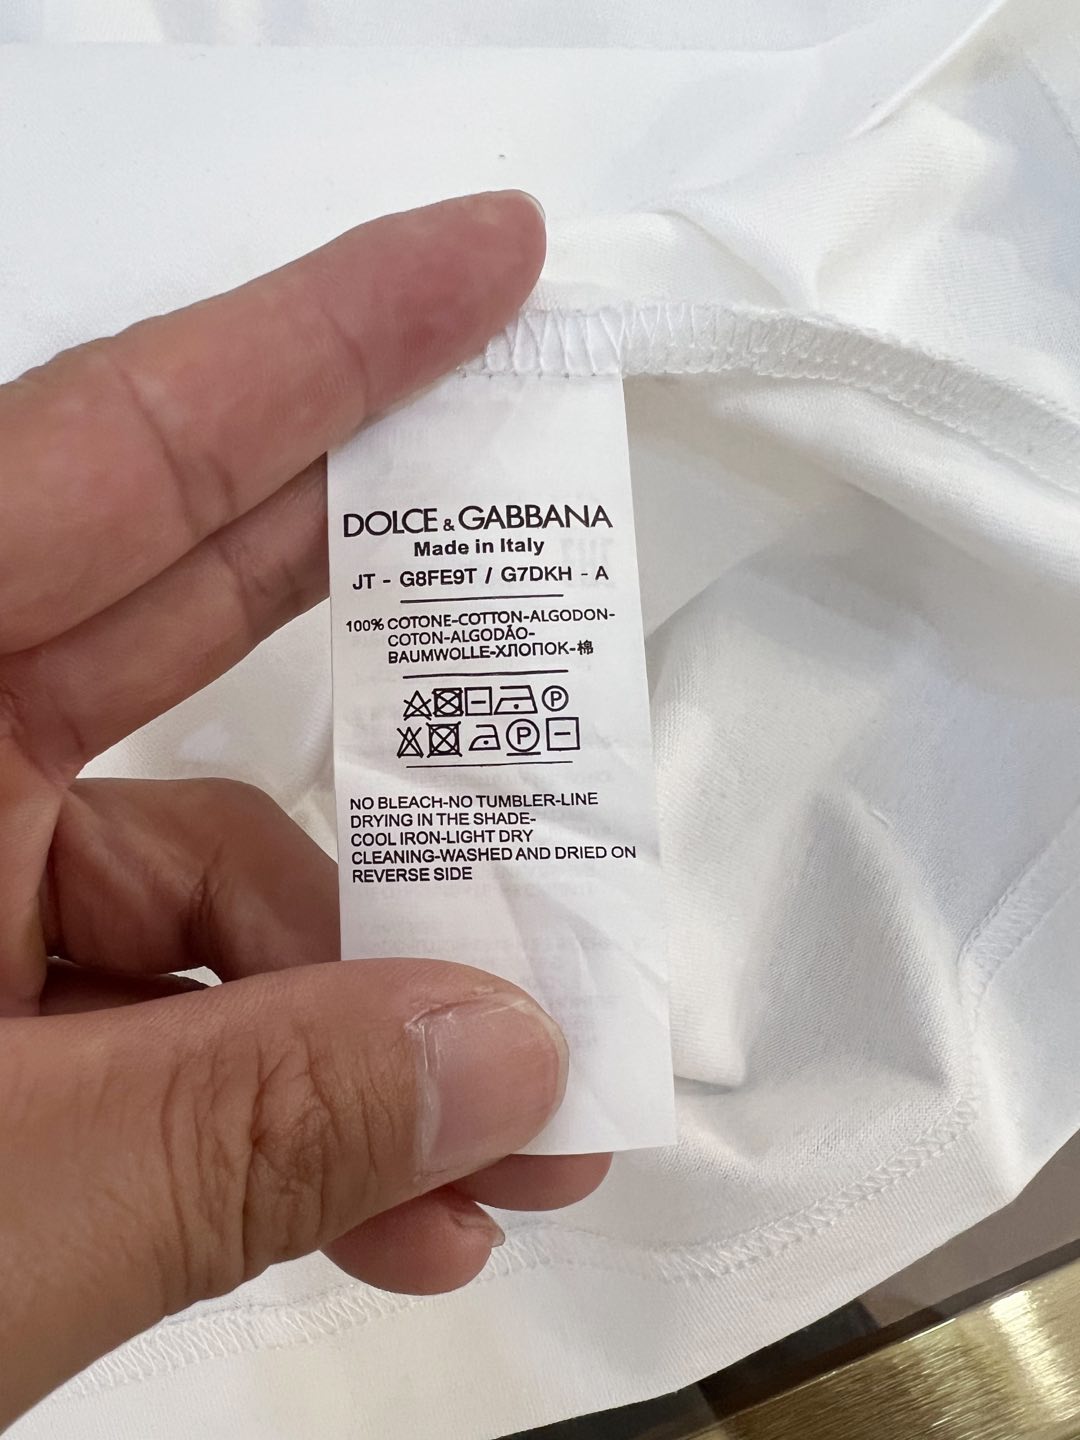 DOLCE & GABBANA
Made in Italy
JT - G8FE9T / G7DKH - A
100% COTONE-COTTON-ALGODON-
COTON-ALGODÃO-
BAUMWOLLE-ХЛОПОК-棉
P
P
NO BLEACH-NO TUMBLER-LINE
DRYING IN THE SHADE-
COOL IRON-LIGHT DRY
CLEANING-WASHED AND DRIED ON
REVERSE SIDE